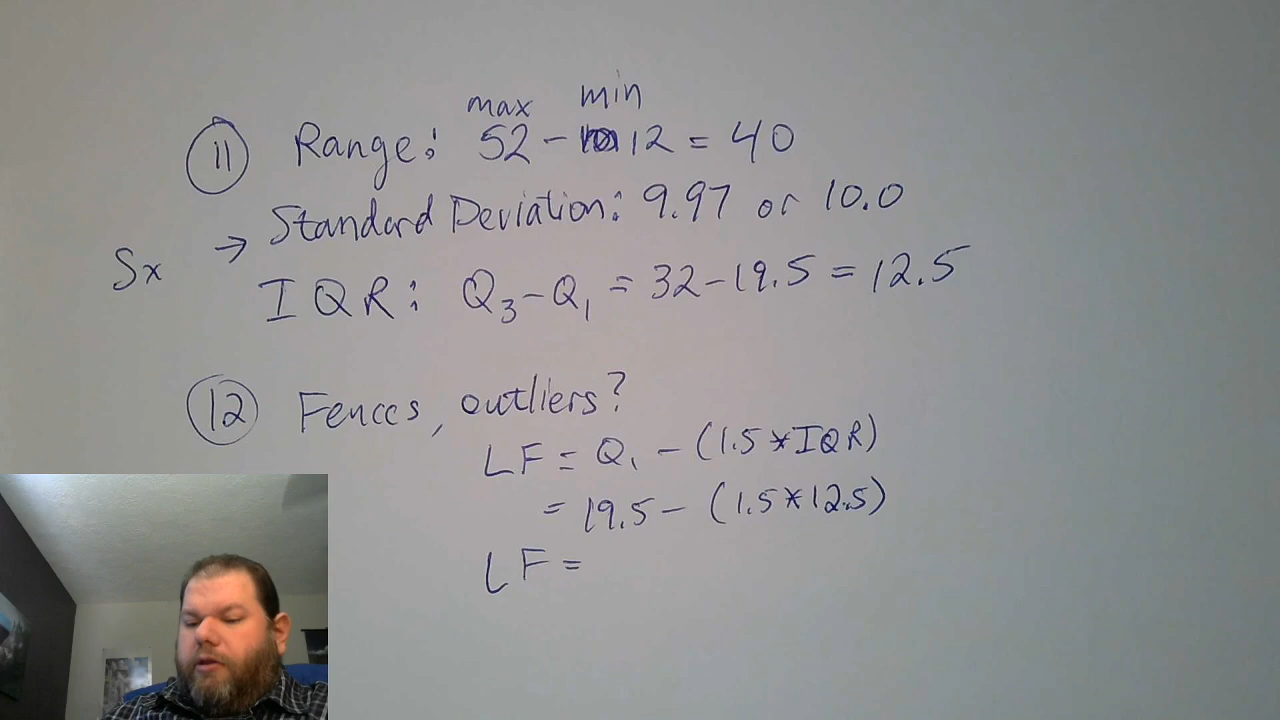 max min
11 Range: 52 - 12 = 40
Sx → Standard Deviation: 9.97 or 10.0
IQR: Q3 - Q1 = 32 - 19.5 = 12.5
12 Fences, outliers?
LF = Q1 - (1.5 * IQR)
= 19.5 - (1.5 * 12.5)
LF =